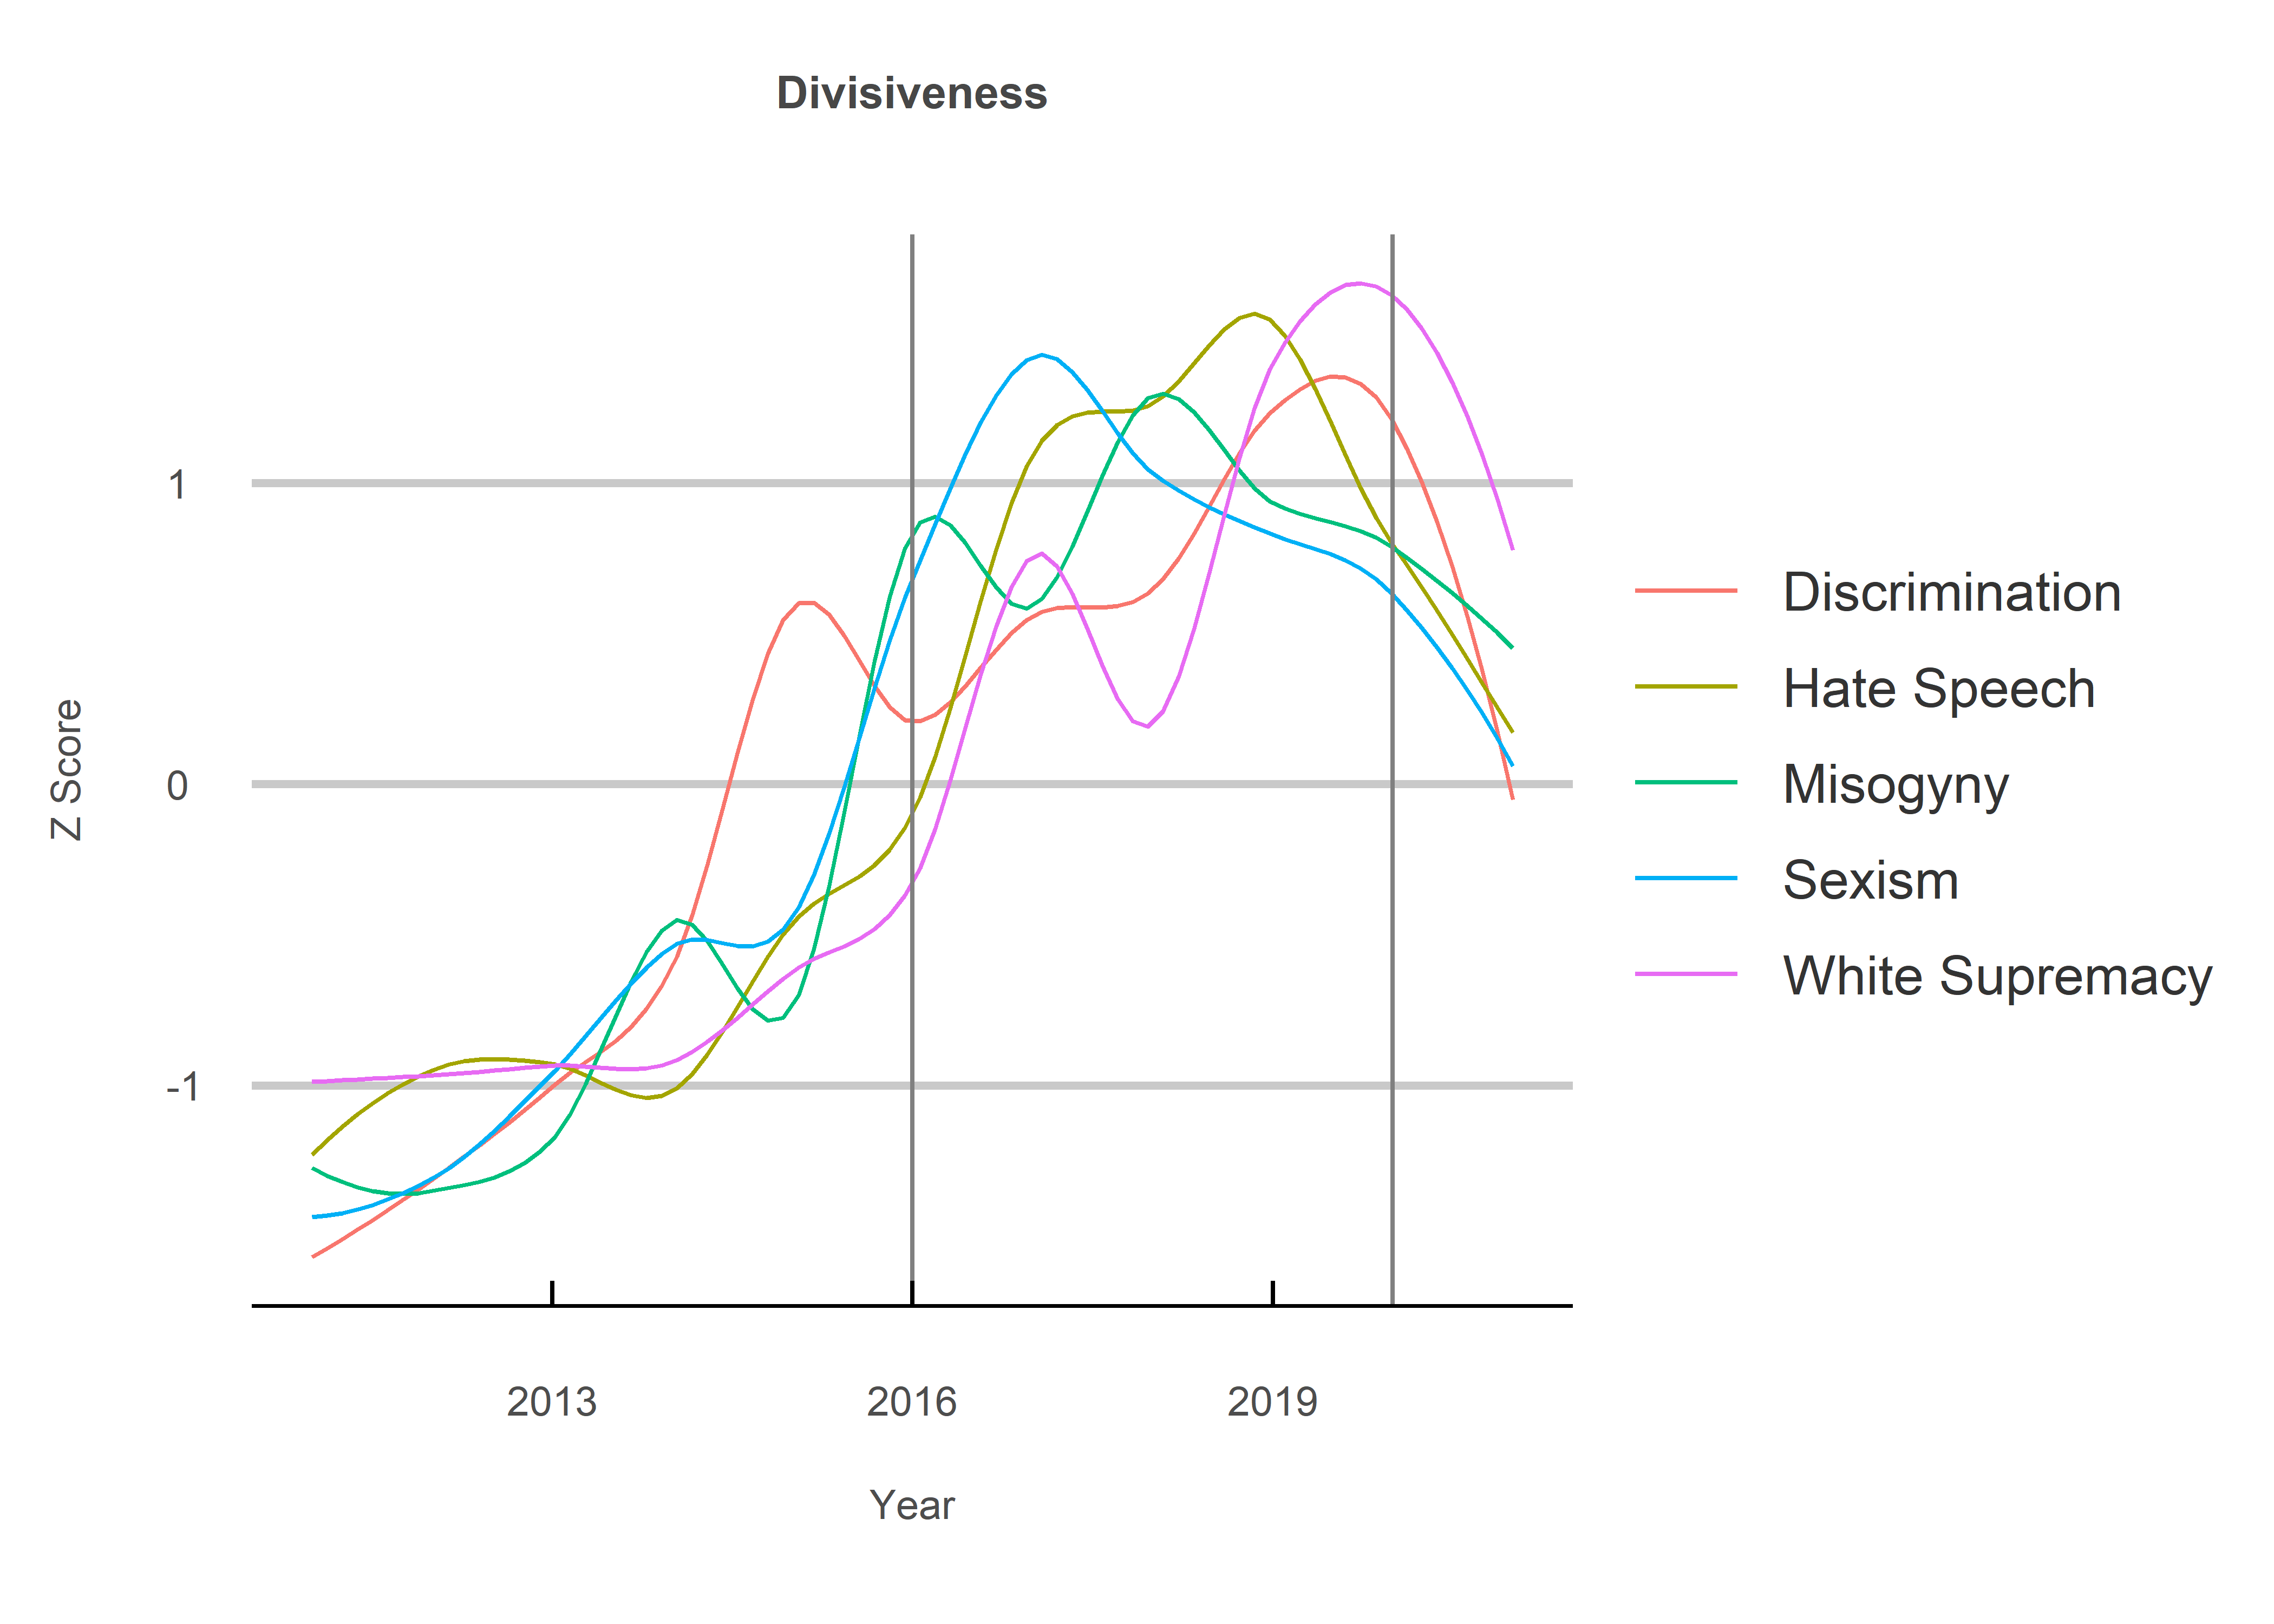 Divisiveness
Z Score
1
0
-1
2013
2016
2019
Year
Discrimination
Hate Speech
Misogyny
Sexism
White Supremacy